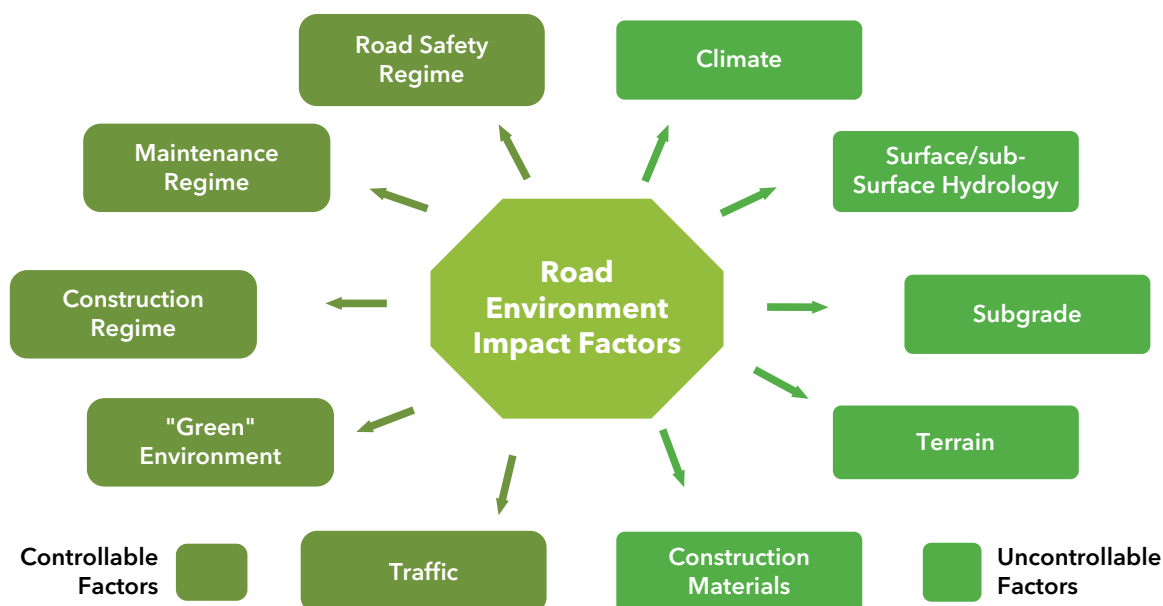 Road Safety
Regime
Climate
Maintenance
Regime
Surface/sub-
Surface Hydrology
Construction
Regime
Road
Environment
Impact Factors
Subgrade
"Green"
Environment
Terrain
Controllable
Factors
Traffic
Construction
Materials
Uncontrollable
Factors